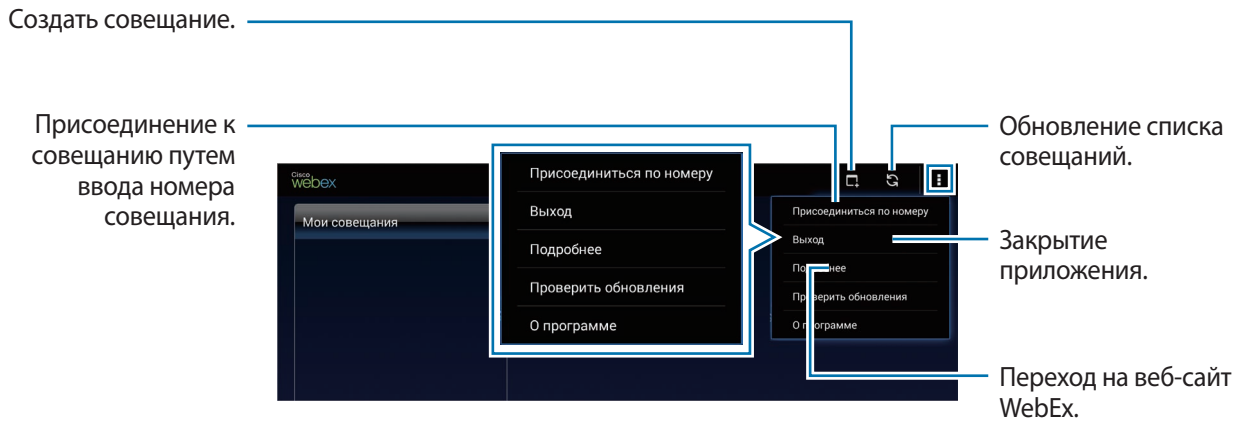 Создать совещание.
Присоединение к
совещанию путем
ввода номера
совещания.
Cisco
webex
Мои совещания
Присоединиться по номеру
Выход
Подробнее
Проверить обновления
О программе
Присоединиться по номеру
Выход
Подробнее
Проверить обновления
О программе
Обновление списка
совещаний.
Закрытие
приложения.
Переход на веб-сайт
WebEx.